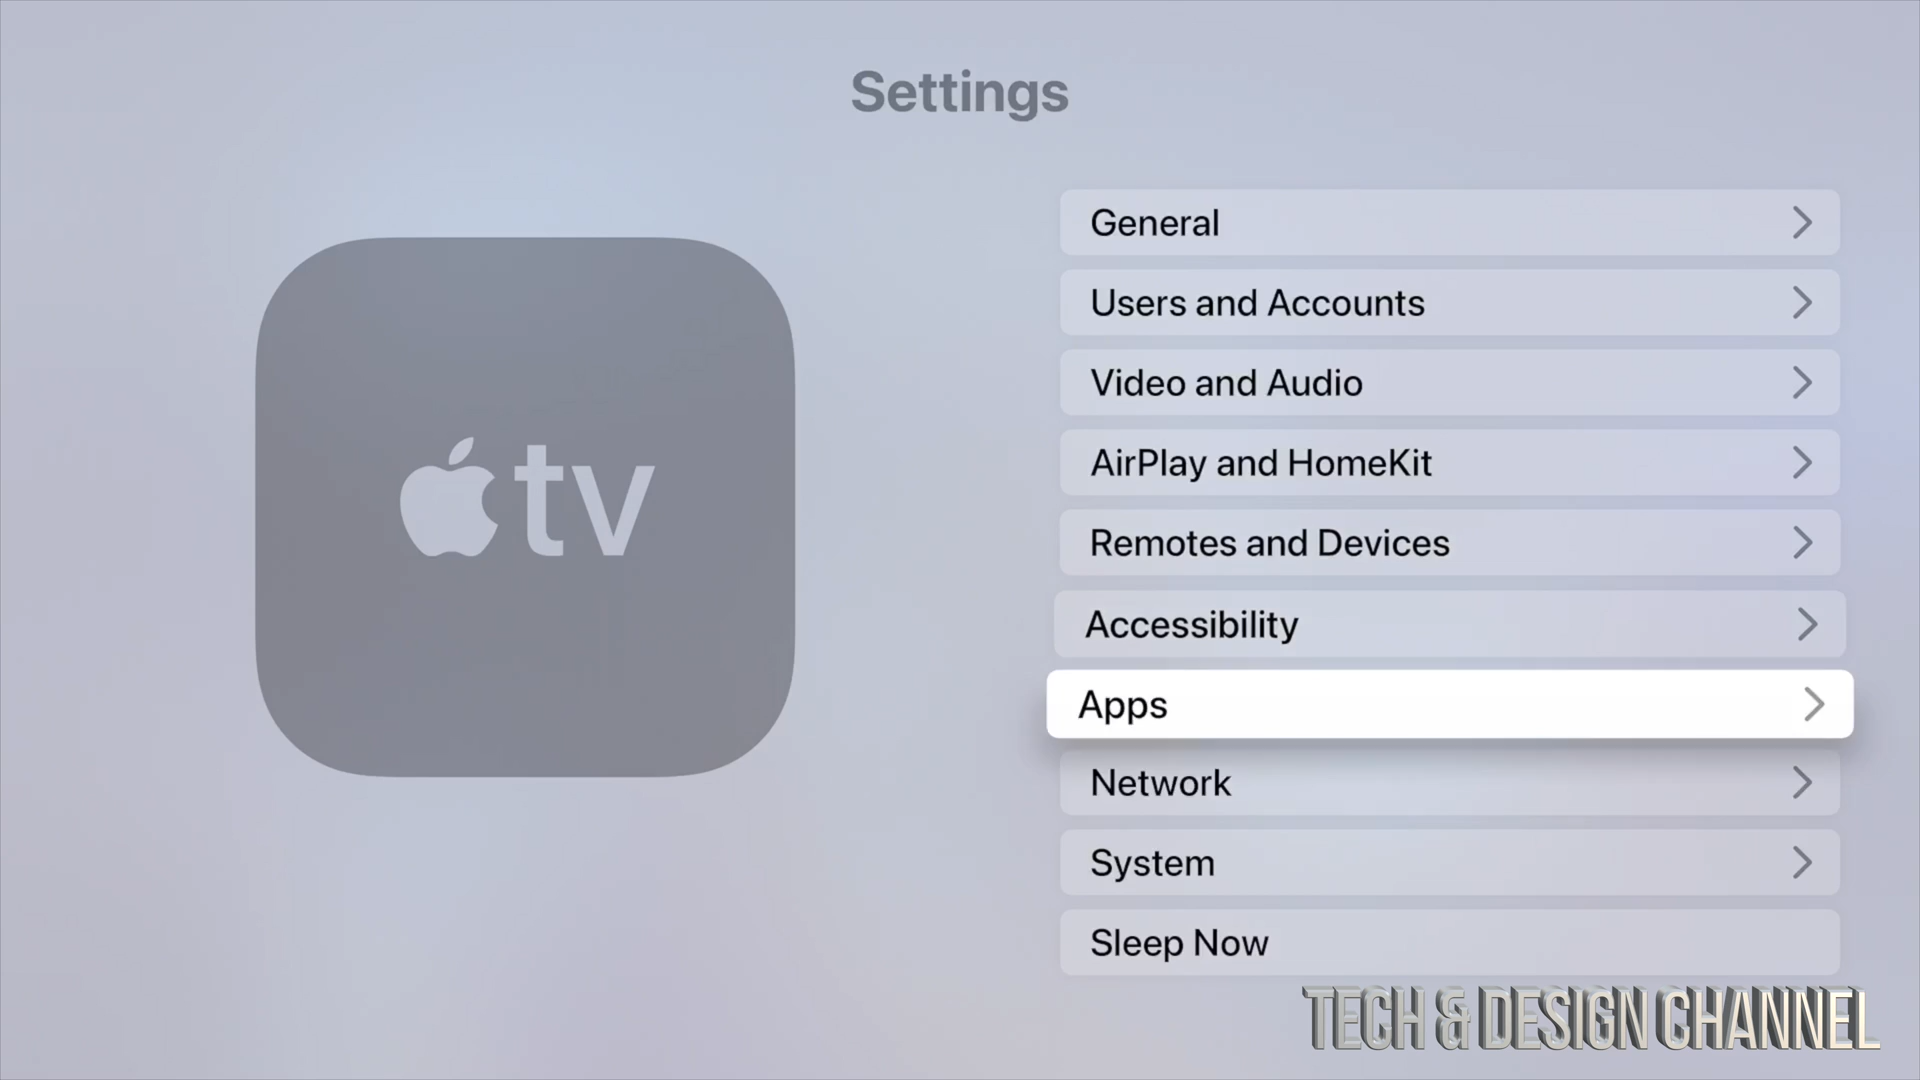 Settings
tv
General
Users and Accounts
Video and Audio
AirPlay and HomeKit
Remotes and Devices
Accessibility
Apps
Network
System
Sleep Now
TECH & DESIGN CHANNEL